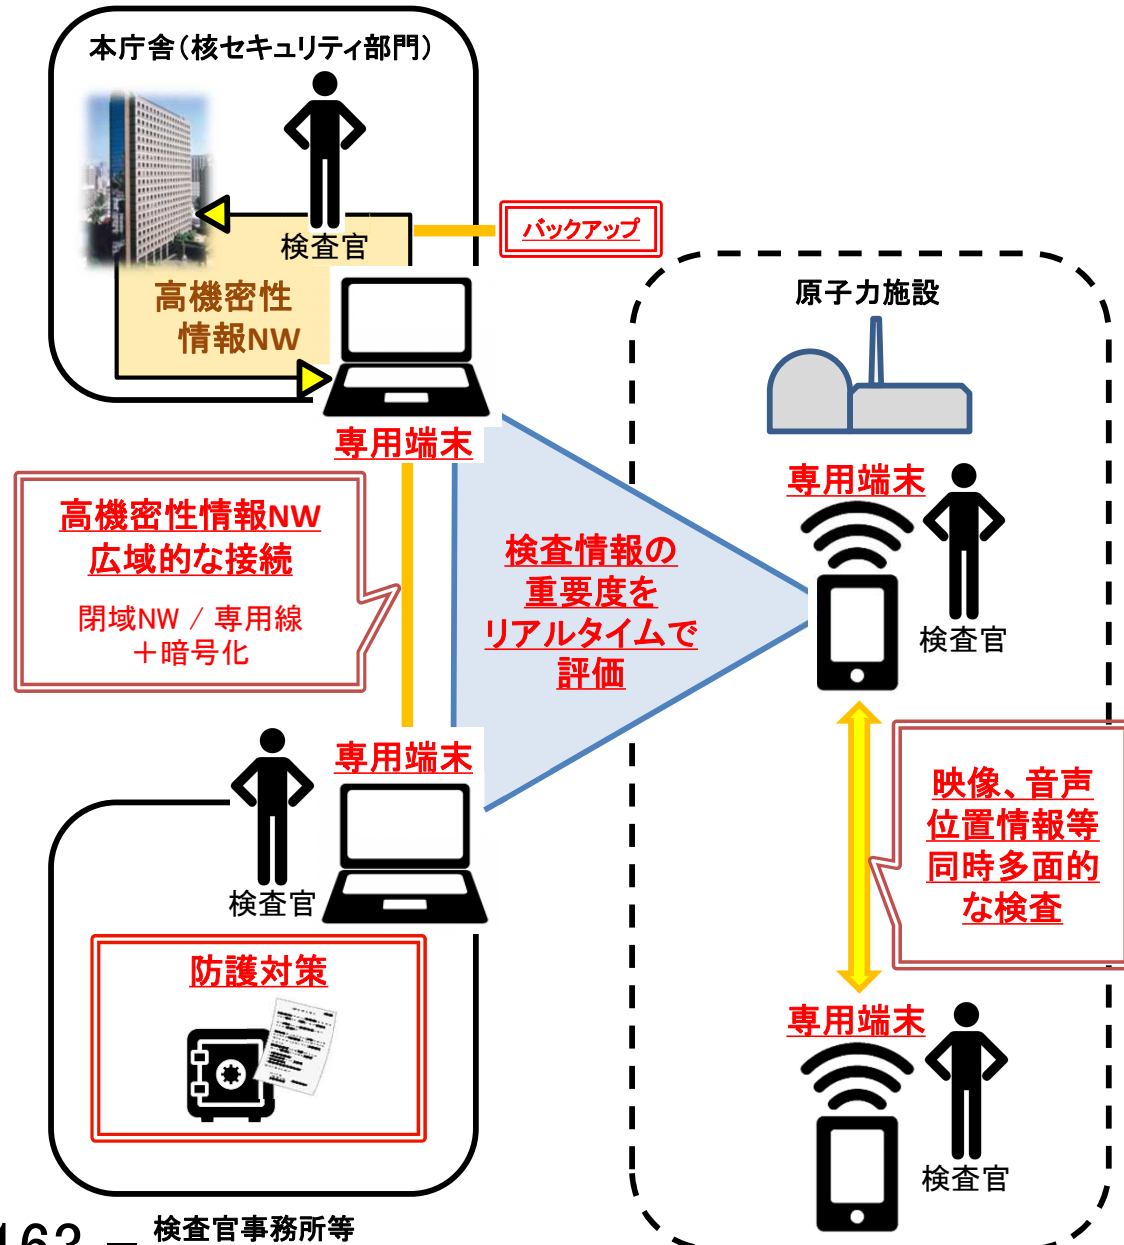 本庁舎（核セキュリティ部門）
検査官
バックアップ
高機密性
情報NW
専用端末
原子力施設
専用端末
検査官
高機密性情報NW
広域的な接続
閉域NW / 専用線
＋暗号化
検査情報の
重要度を
リアルタイムで
評価
専用端末
検査官
映像、音声
位置情報等
同時多面的
な検査
防護対策
専用端末
検査官
検査官事務所等
163 －